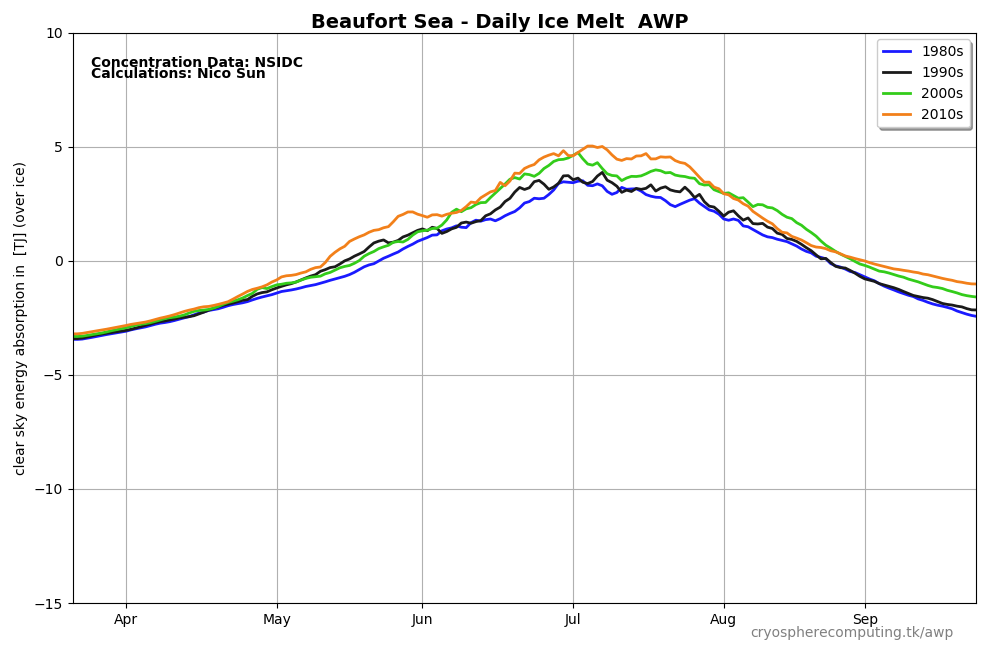 Beaufort Sea - Daily Ice Melt  AWP
10
5
0
−5
−10
−15
clear sky energy absorption in  [TJ] (over ice)
Concentration Data: NSIDC
Calculations: Nico Sun
1980s
1990s
2000s
2010s
Apr
May
Jun
Jul
Aug
Sep
cryospherecomputing.tk/awp